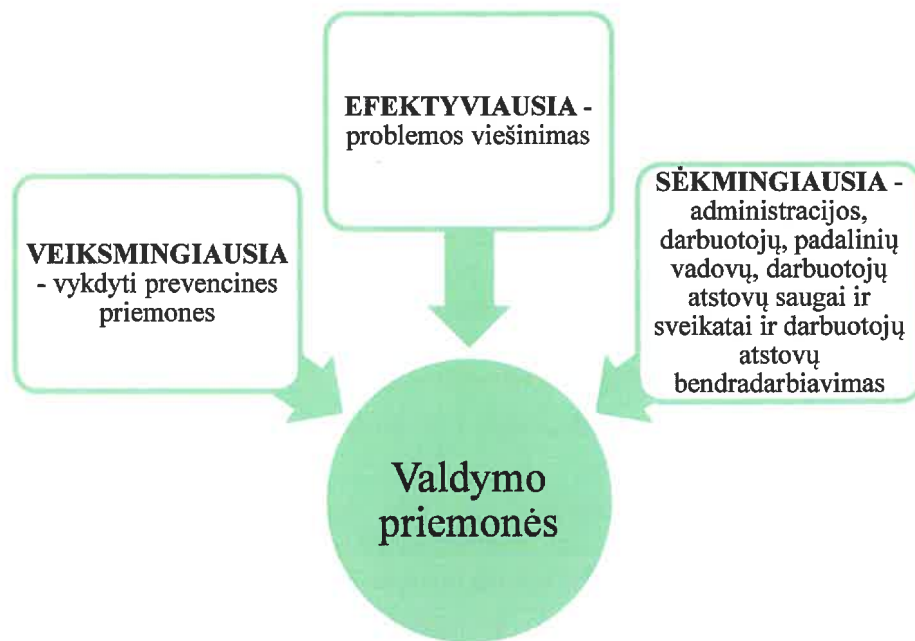 EFEKTYVIAUSIA -
problemos viešinimas
VEIKSMINGIAUSIA
- vykdyti prevencines
priemones
SĖKMINGIAUSIA -
administracijos,
darbuotojų, padalinių
vadovų, darbuotojų
atstovų saugai ir
sveikatai ir darbuotojų
atstovų
bendradarbiavimas
Valdymo
priemonės